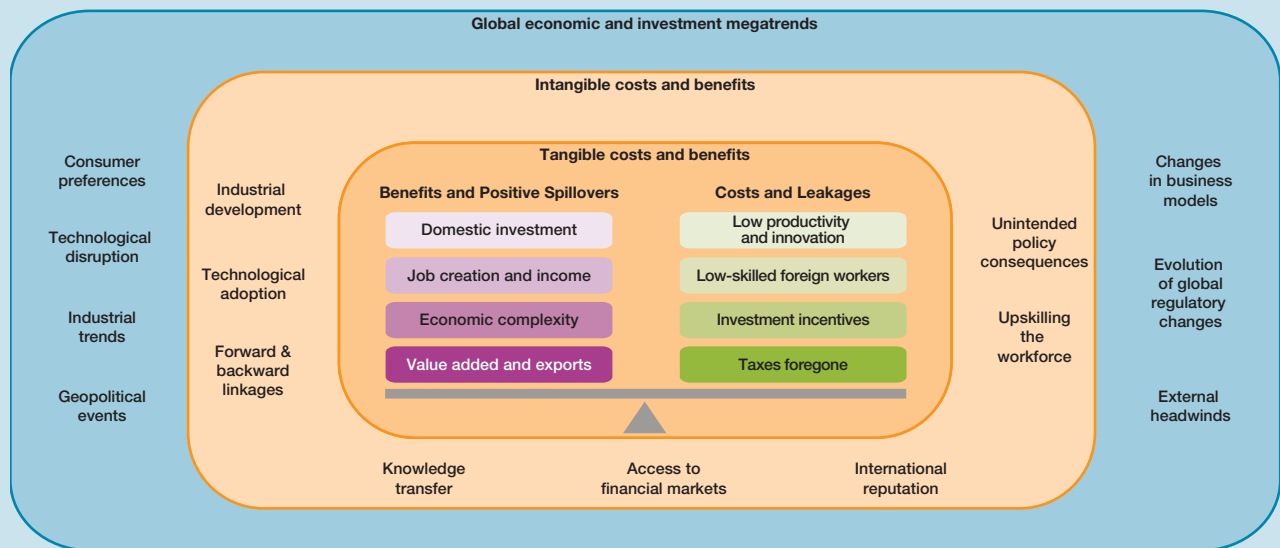 Global economic and investment megatrends
Intangible costs and benefits
Tangible costs and benefits
Consumer
preferences
Technological
disruption
Industrial
trends
Geopolitical
events
Industrial
development
Technological
adoption
Forward &
backward
linkages
Benefits and Positive Spillovers
Domestic investment
Job creation and income
Economic complexity
Value added and exports
Costs and Leakages
Low productivity
and innovation
Low-skilled foreign workers
Investment incentives
Taxes foregone
Unintended
policy
consequences
Upskilling
the
workforce
Changes
in business
models
Evolution
of global
regulatory
changes
External
headwinds
Knowledge
transfer
Access to
financial markets
International
reputation